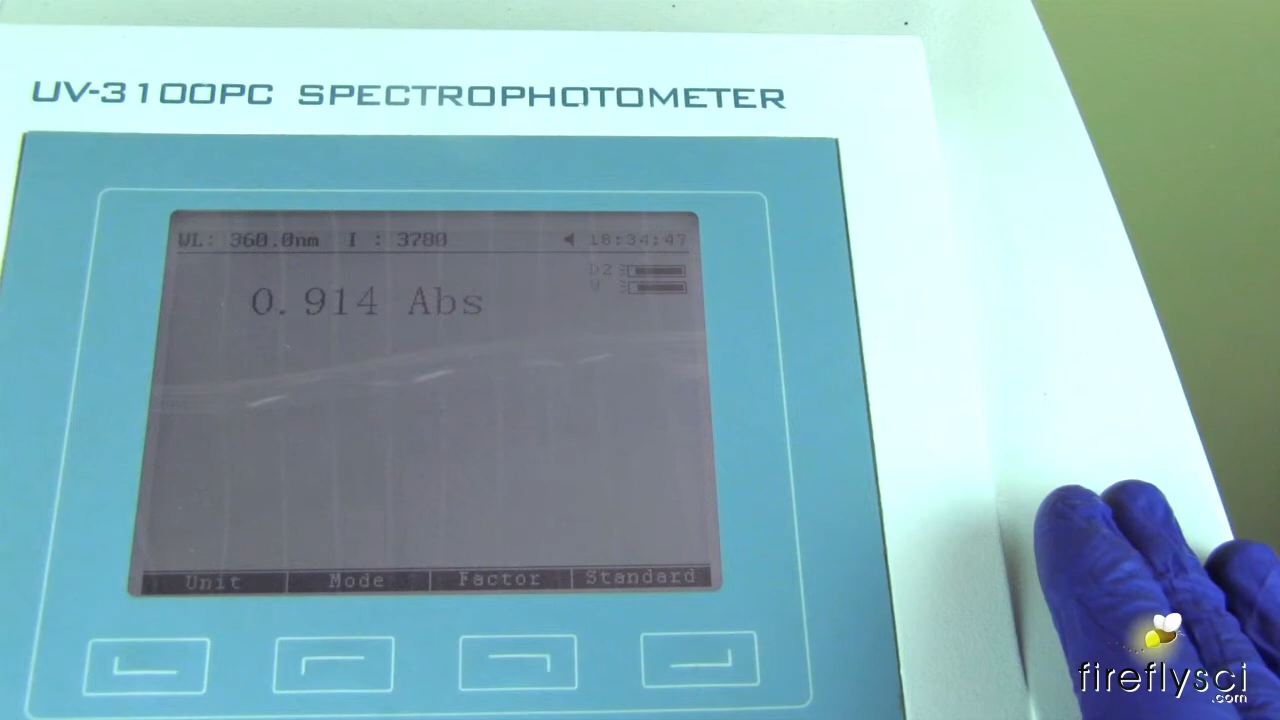 UV-3100PC SPECTROPHOTOMETER
WL: 360.0nm I : 3780 18:34:47
0.914 Abs
D2
W
Unit Mode Factor Standard
fireflysci
.com